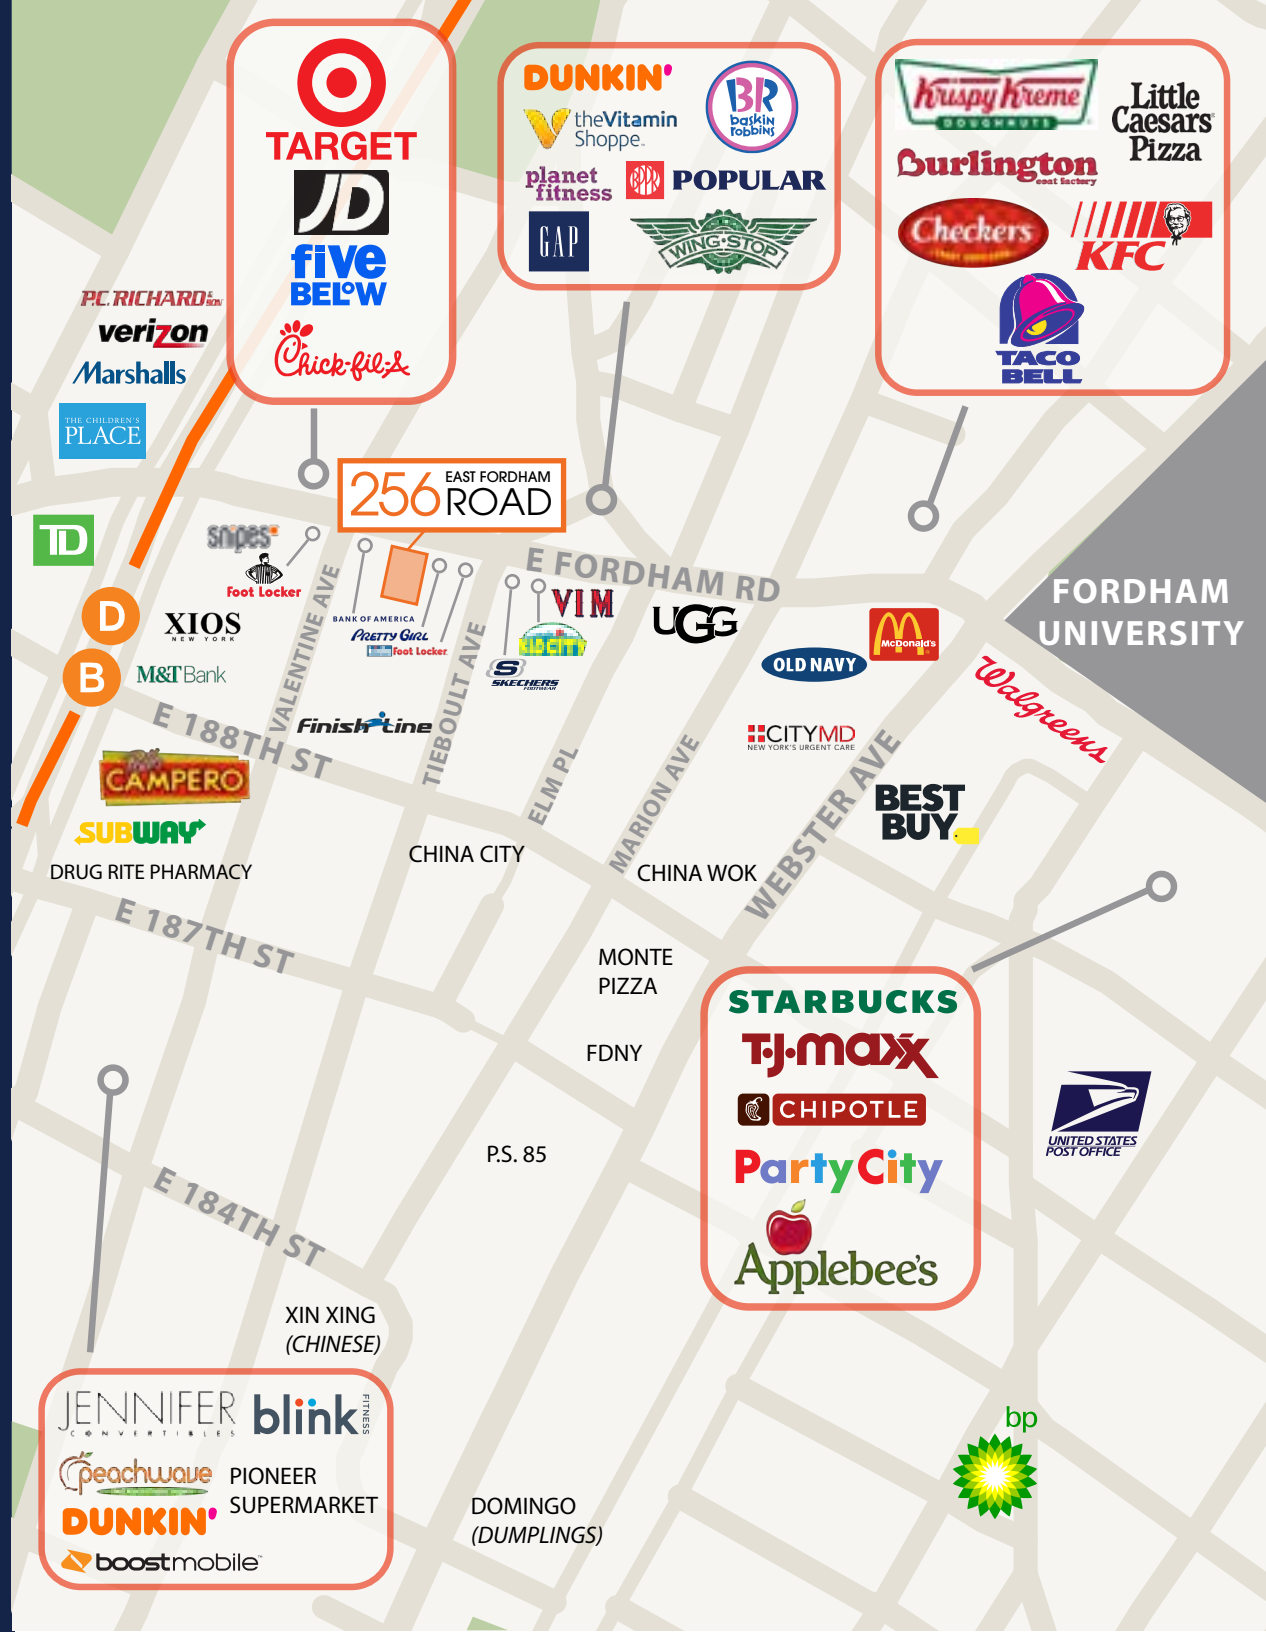 TARGET
JD
five
BELOW
Chick-fil-A
DUNKIN'
theVitamin
Shoppe
baskin
BR
robbins
planet
fitness
POPULAR
GAP
WING·STOP
Krispy Kreme
DOUGHNUTS
Little
Caesars
Pizza
Burlington
coat factory
Checkers
KFC
TACO
BELL
P.C. RICHARD & SON
verizon
Marshalls
THE CHILDREN'S
PLACE
256 EAST FORDHAM
ROAD
TD
snipes
Foot Locker
D
XIOS
NEW YORK
B
M&T Bank
VALENTINE AVE
BANK OF AMERICA
PRETTY GIRL
Foot Locker
TIEBOULT AVE
E FORDHAM RD
VIM
KIDCITY
S
SKECHERS
FOOTWEAR
UGG
OLD NAVY
McDonald's
FORDHAM
UNIVERSITY
Walgreens
E 188TH ST
Finish Line
CITYMD
NEW YORK'S URGENT CARE
CAMPERO
SUBWAY
DRUG RITE PHARMACY
ELM PL
MARION AVE
WEBSTER AVE
BEST
BUY
CHINA CITY
CHINA WOK
E 187TH ST
MONTE
PIZZA
FDNY
P.S. 85
STARBUCKS
T·J·maxx
CHIPOTLE
Party City
Applebee's
UNITED STATES
POST OFFICE
E 184TH ST
XIN XING
(CHINESE)
JENNIFER
CONVERTIBLES
blink
FITNESS
peachwave
PIONEER
SUPERMARKET
DUNKIN'
boostmobile
DOMINGO
(DUMPLINGS)
bp